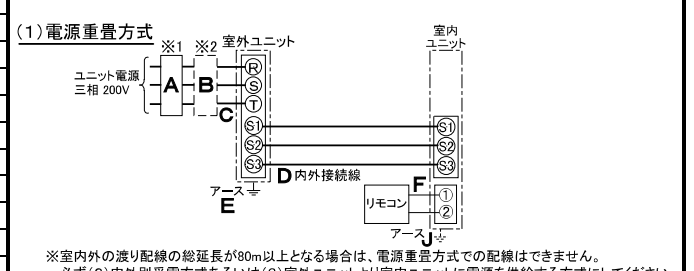 (1)電源重畳方式
※1 ※2 室外ユニット
室内
ユニット
ユニット電源
三相 200V
A B C
R
S
T
S1 S1
S2 S2
S3 S3
D 内外接続線
アース
E
F
リモコン
①
②
アース J
※室内外の渡り配線の総延長が80m以上となる場合は、電源重畳方式での配線はできません。